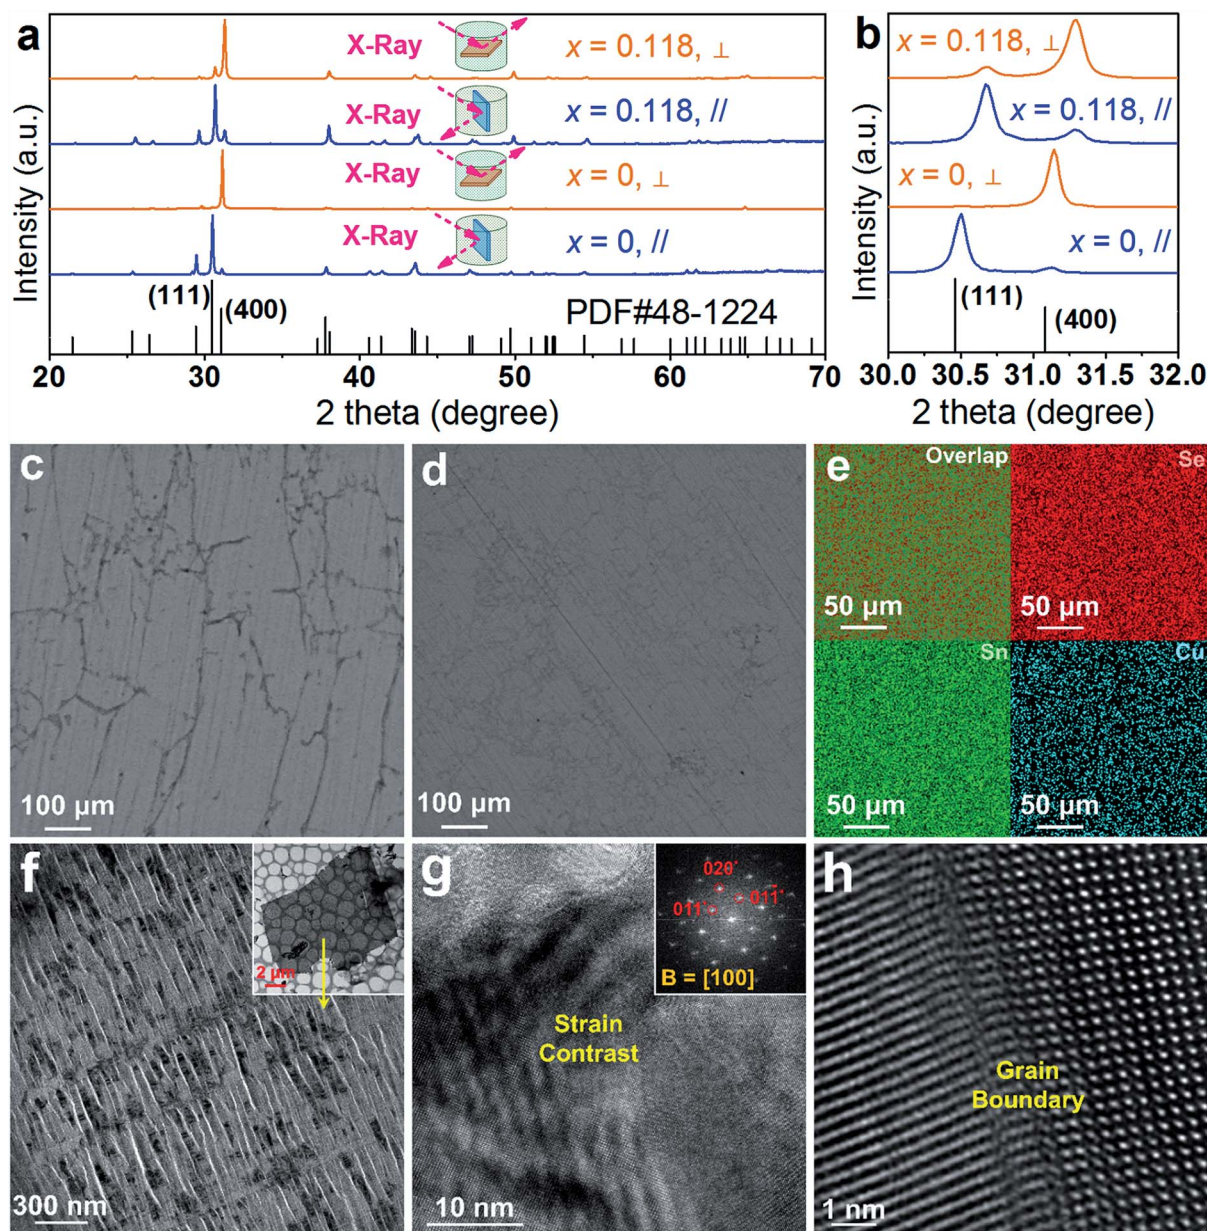 a
Intensity (a.u.)
X-Ray
x = 0.118, ⊥
X-Ray
x = 0.118, //
X-Ray
x = 0, ⊥
X-Ray
x = 0, //
(111)
(400)
PDF#48-1224
20 30 40 50 60 70
2 theta (degree)
b
Intensity (a.u.)
x = 0.118, ⊥
x = 0.118, //
x = 0, ⊥
x = 0, //
(111)
(400)
30.0 30.5 31.0 31.5 32.0
2 theta (degree)
c
100 μm
d
100 μm
e
Overlap
50 μm
Se
50 μm
Sn
50 μm
Cu
50 μm
f
2 μm
300 nm
g
020*
011̄*
011*
B = [100]
Strain
Contrast
10 nm
h
Grain
Boundary
1 nm